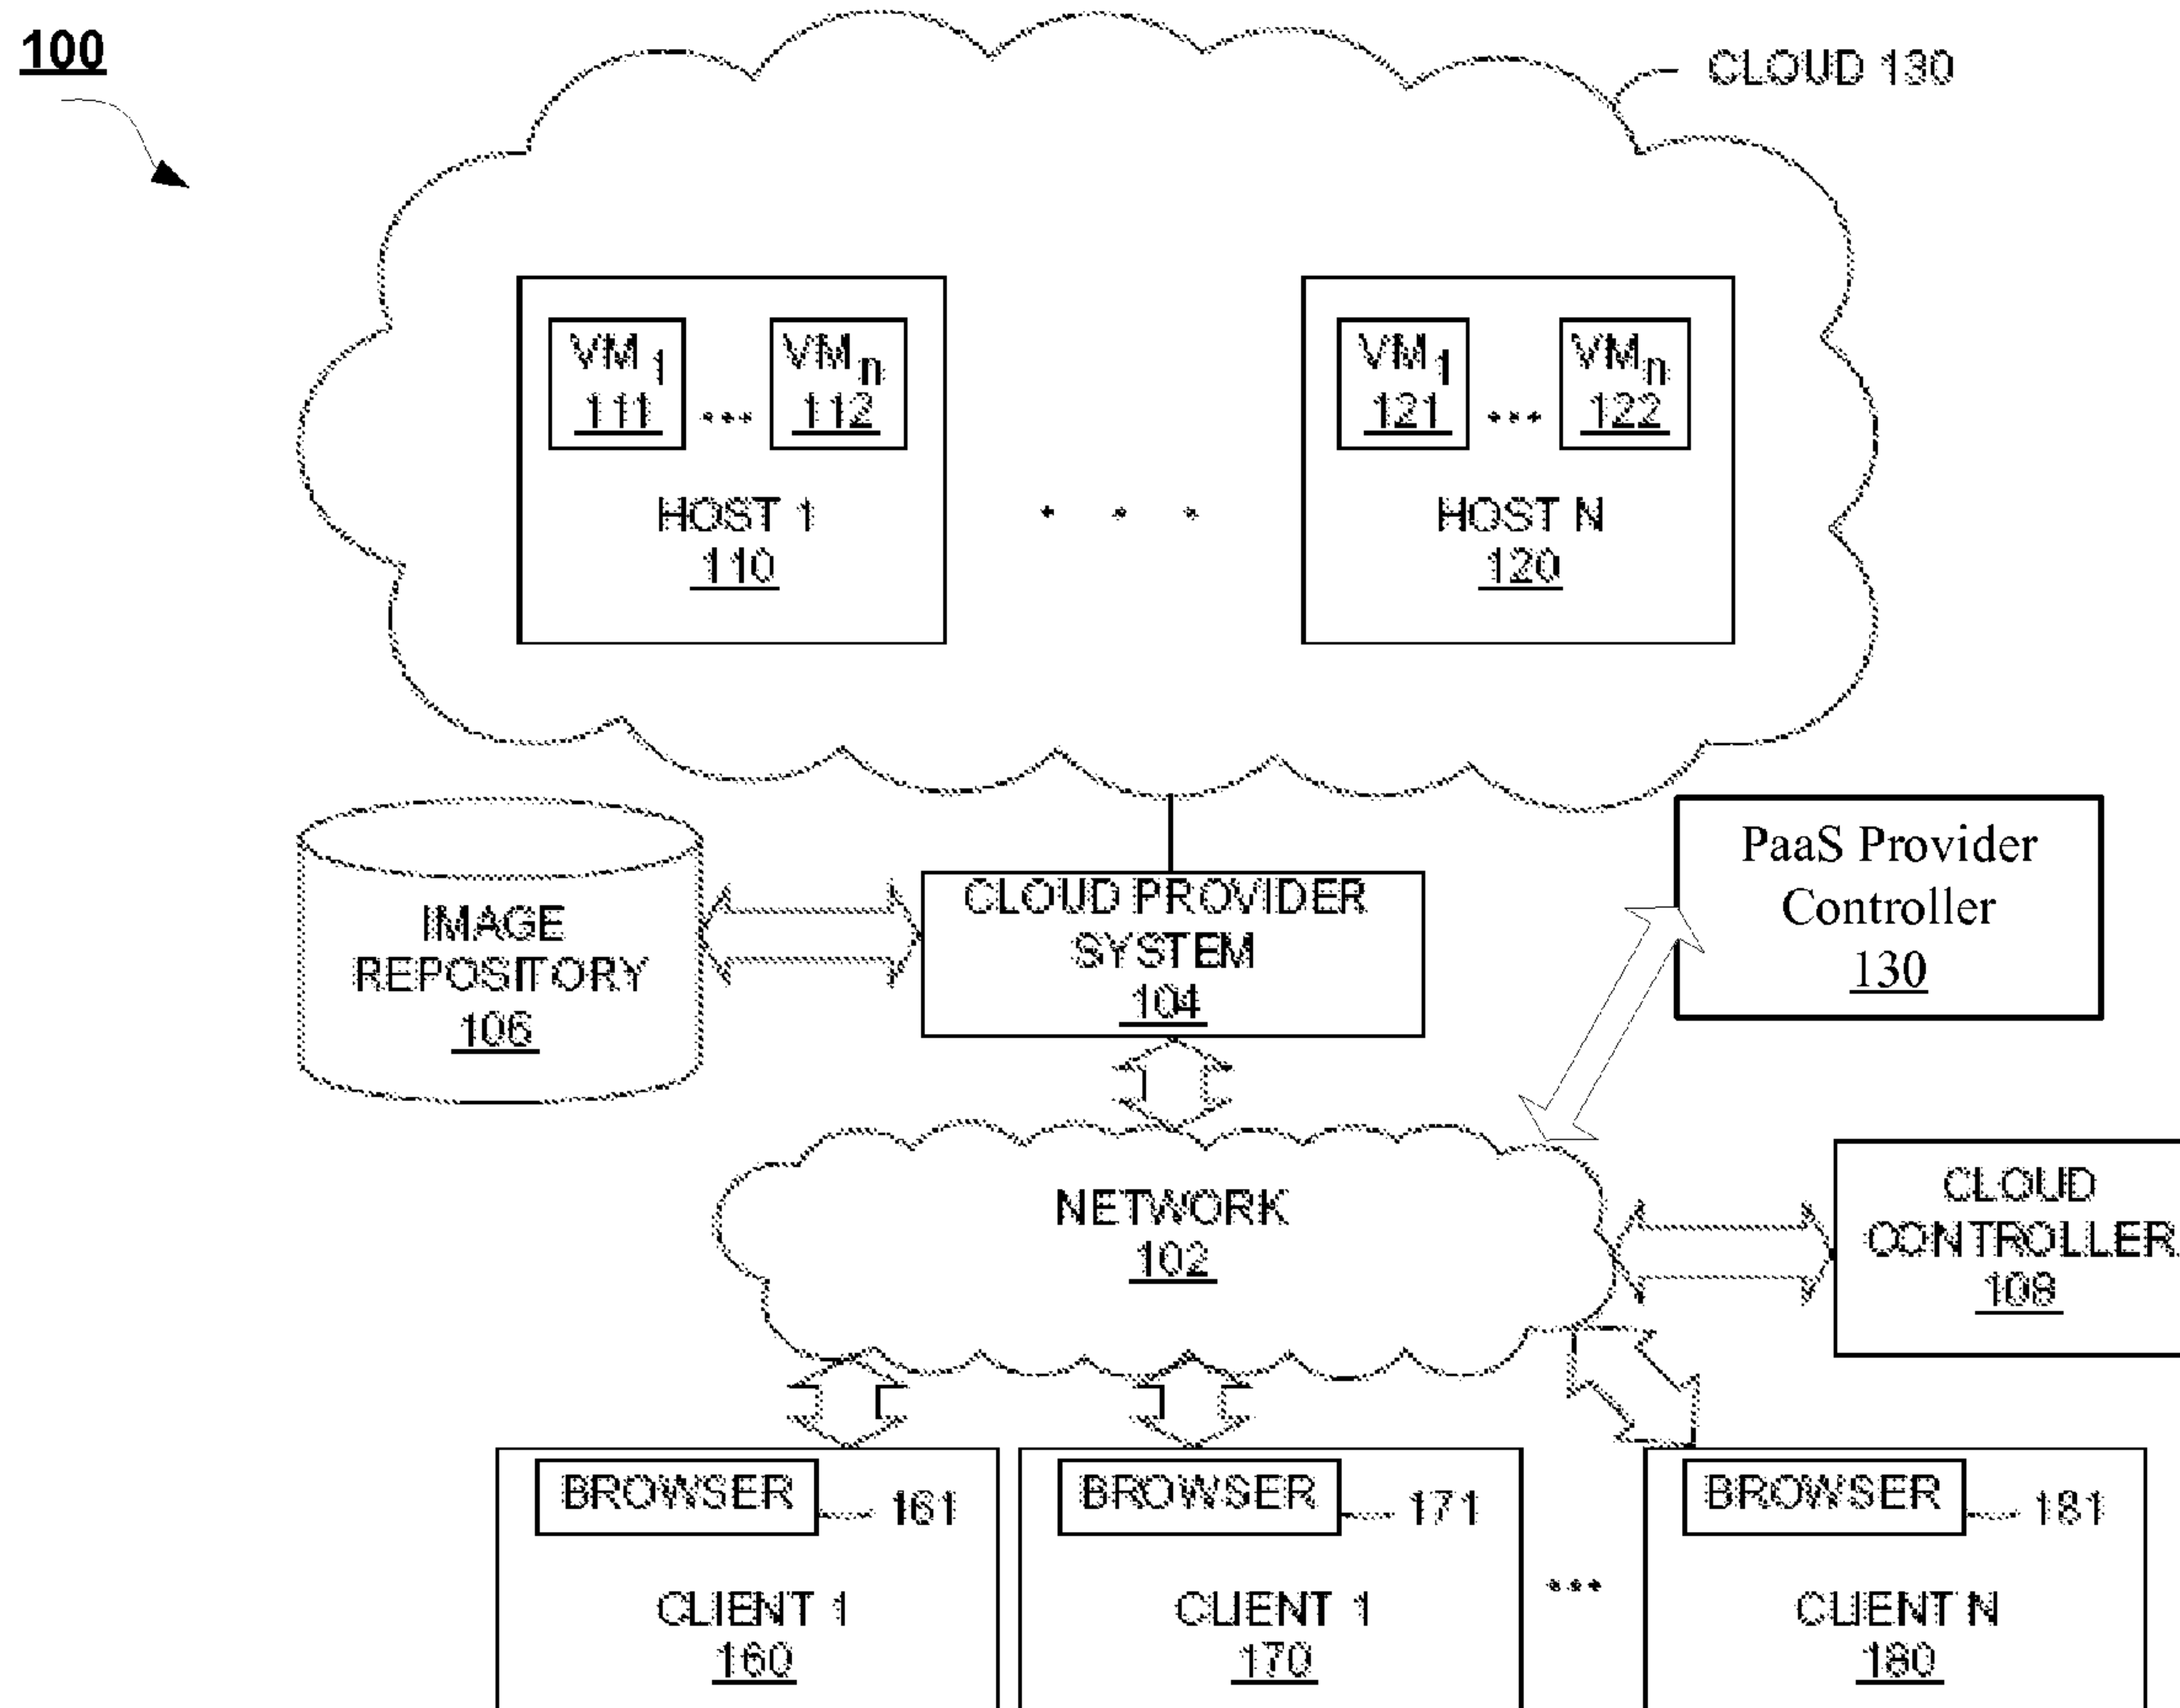 100
CLOUD 130
VM1
111
...
VMn
112
HOST 1
110
. . .
VM1
121
...
VMn
122
HOST N
120
IMAGE
REPOSITORY
106
CLOUD PROVIDER
SYSTEM
104
PaaS Provider
Controller
130
NETWORK
102
CLOUD
CONTROLLER
108
BROWSER
161
CLIENT 1
160
BROWSER
171
CLIENT 1
170
...
BROWSER
181
CLIENT N
180